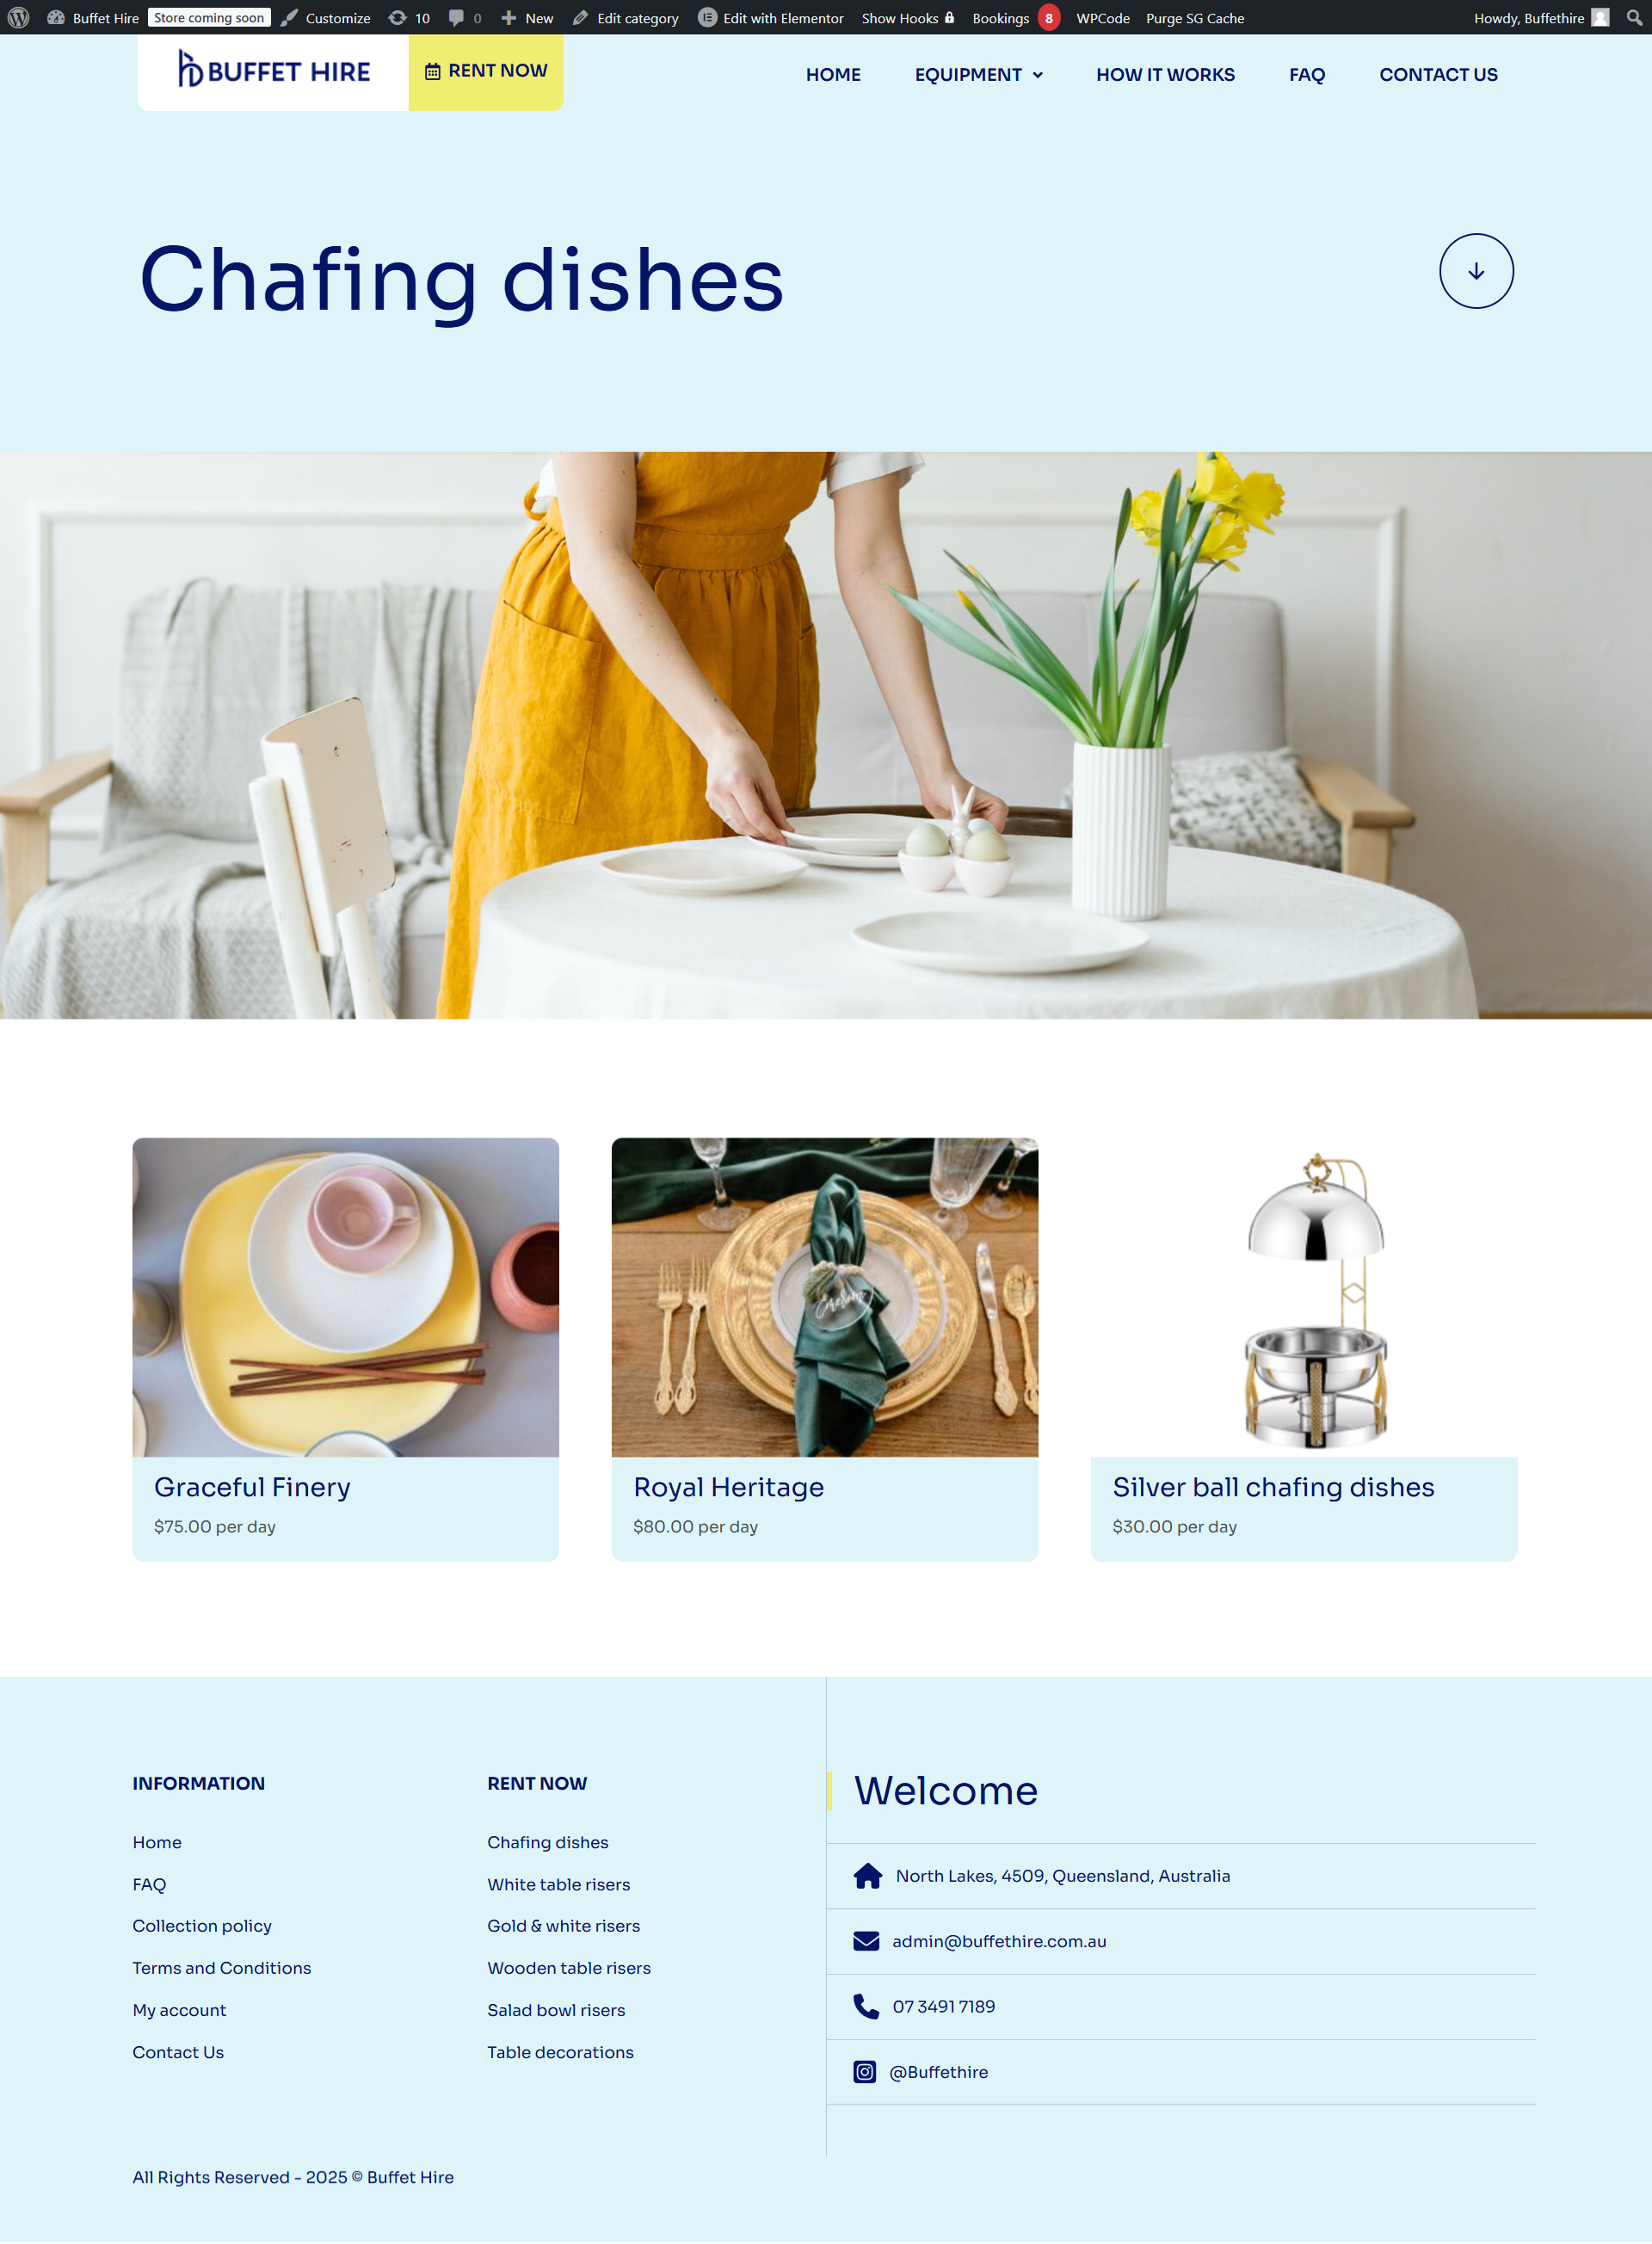 Buffet Hire Store coming soon Customize 10 0 New Edit category Edit with Elementor Show Hooks Bookings 8 WPCode Purge SG Cache Howdy, Buffethire
BUFFET HIRE RENT NOW HOME EQUIPMENT HOW IT WORKS FAQ CONTACT US
Chafing dishes
Graceful Finery
$75.00 per day
Royal Heritage
$80.00 per day
Silver ball chafing dishes
$30.00 per day
INFORMATION
Home
FAQ
Collection policy
Terms and Conditions
My account
Contact Us
RENT NOW
Chafing dishes
White table risers
Gold & white risers
Wooden table risers
Salad bowl risers
Table decorations
Welcome
North Lakes, 4509, Queensland, Australia
admin@buffethire.com.au
07 3491 7189
@Buffethire
All Rights Reserved - 2025 © Buffet Hire